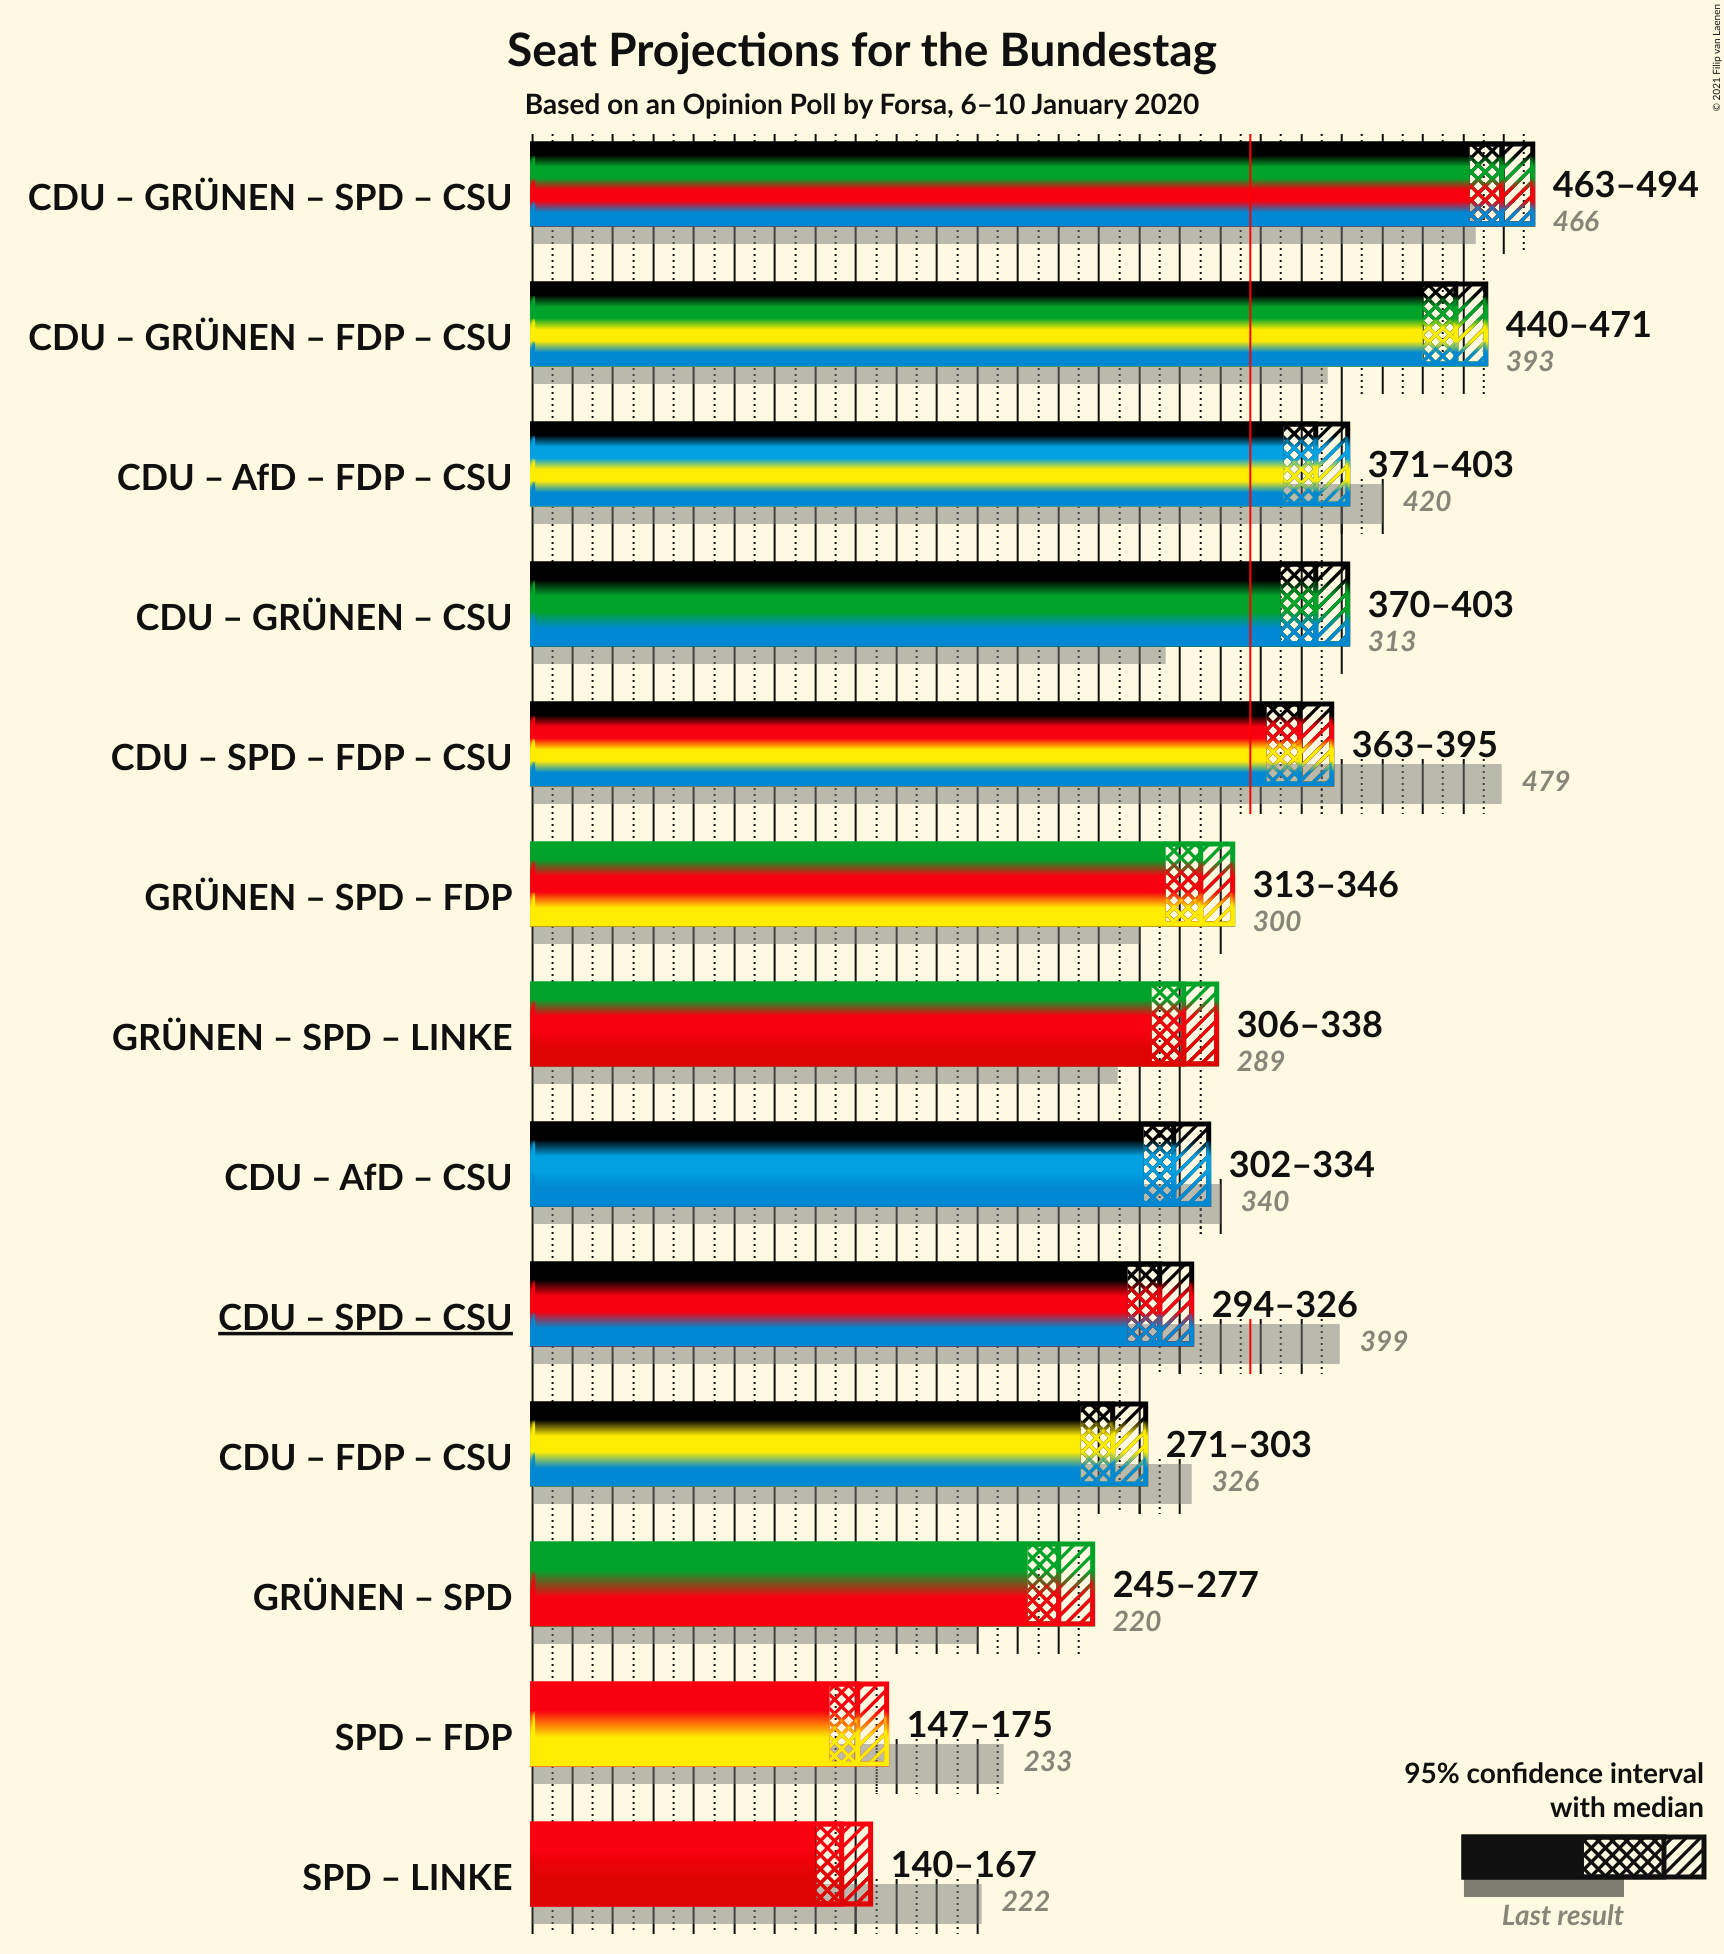 Seat Projections for the Bundestag
Based on an Opinion Poll by Forsa, 6–10 January 2020
© 2021 Filip van Laenen
CDU – GRÜNEN – SPD – CSU
463–494
466
CDU – GRÜNEN – FDP – CSU
440–471
393
CDU – AfD – FDP – CSU
371–403
420
CDU – GRÜNEN – CSU
370–403
313
CDU – SPD – FDP – CSU
363–395
479
GRÜNEN – SPD – FDP
313–346
300
GRÜNEN – SPD – LINKE
306–338
289
CDU – AfD – CSU
302–334
340
CDU – SPD – CSU
294–326
399
CDU – FDP – CSU
271–303
326
GRÜNEN – SPD
245–277
220
SPD – FDP
147–175
233
SPD – LINKE
140–167
222
95% confidence interval
with median
Last result